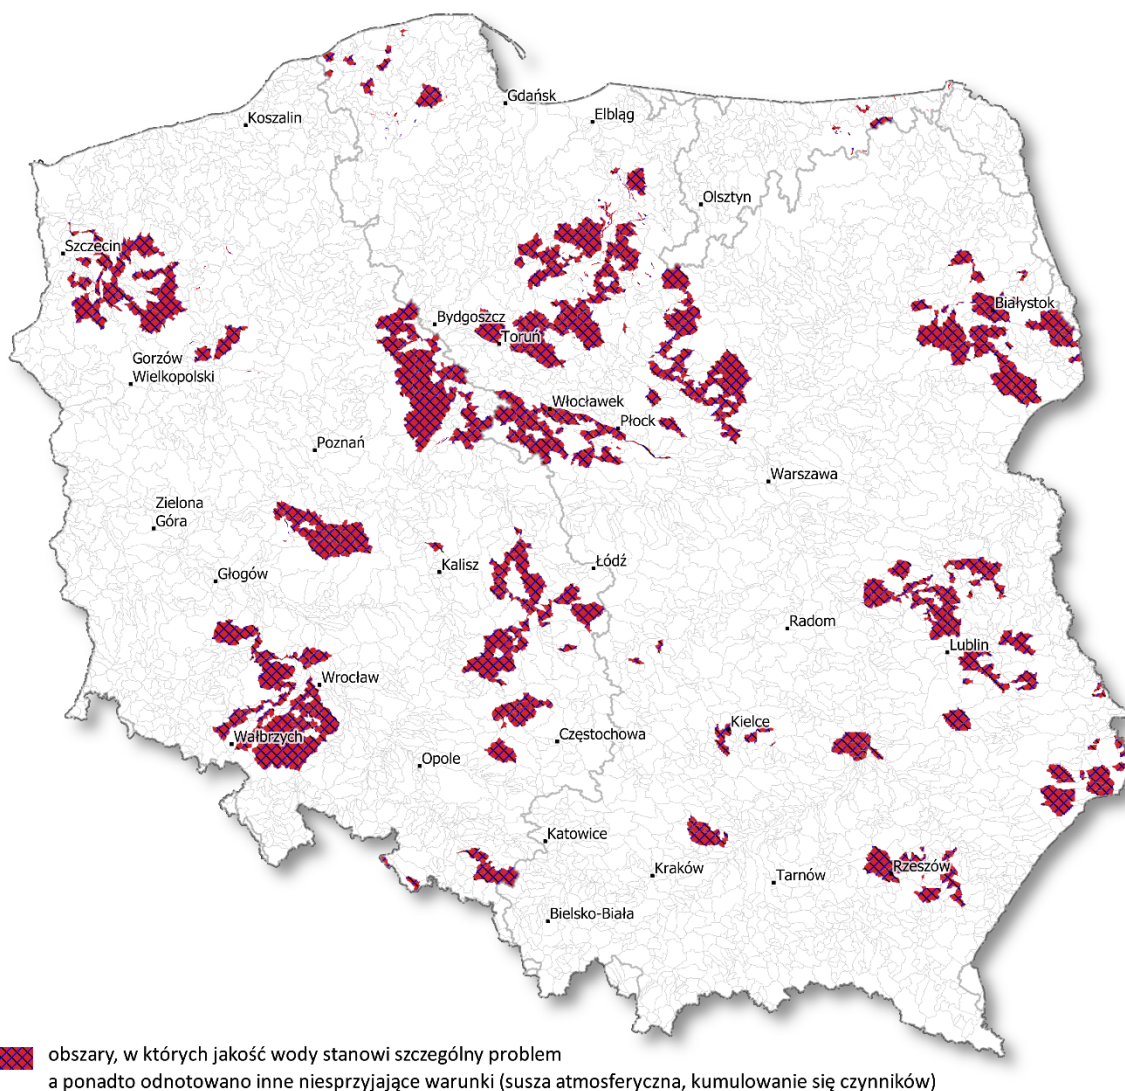 Gdańsk
Koszalin
Elbląg
Olsztyn
Szczecin
Białystok
Bydgoszcz
Toruń
Gorzów
Wielkopolski
Włocławek
Płock
Poznań
Warszawa
Zielona
Góra
Kalisz
Łódź
Głogów
Radom
Lublin
Wrocław
Kielce
Wałbrzych
Częstochowa
Opole
Katowice
Kraków
Tarnów
Rzeszów
Bielsko-Biała
obszary, w których jakość wody stanowi szczególny problem
a ponadto odnotowano inne niesprzyjające warunki (susza atmosferyczna, kumulowanie się czynników)